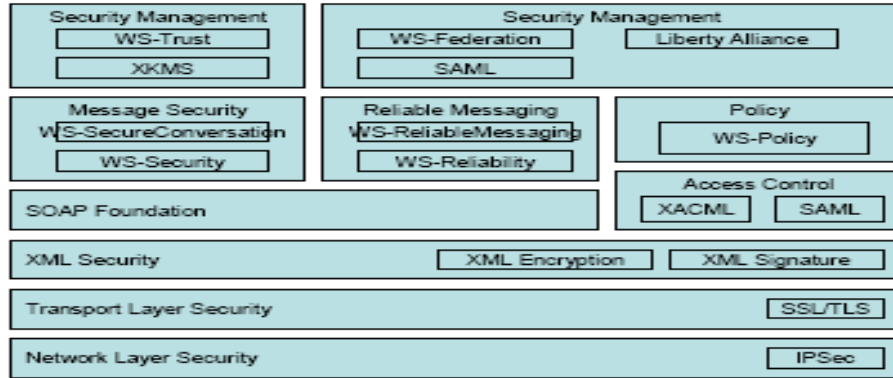 Security Management
WS-Trust
XKMS
Security Management
WS-Federation
Liberty Alliance
SAML
Message Security
WS-SecureConversation
WS-Security
Reliable Messaging
WS-ReliableMessaging
WS-Reliability
Policy
WS-Policy
Access Control
XACML
SAML
SOAP Foundation
XML Security
XML Encryption
XML Signature
Transport Layer Security
SSL/TLS
Network Layer Security
IPSec